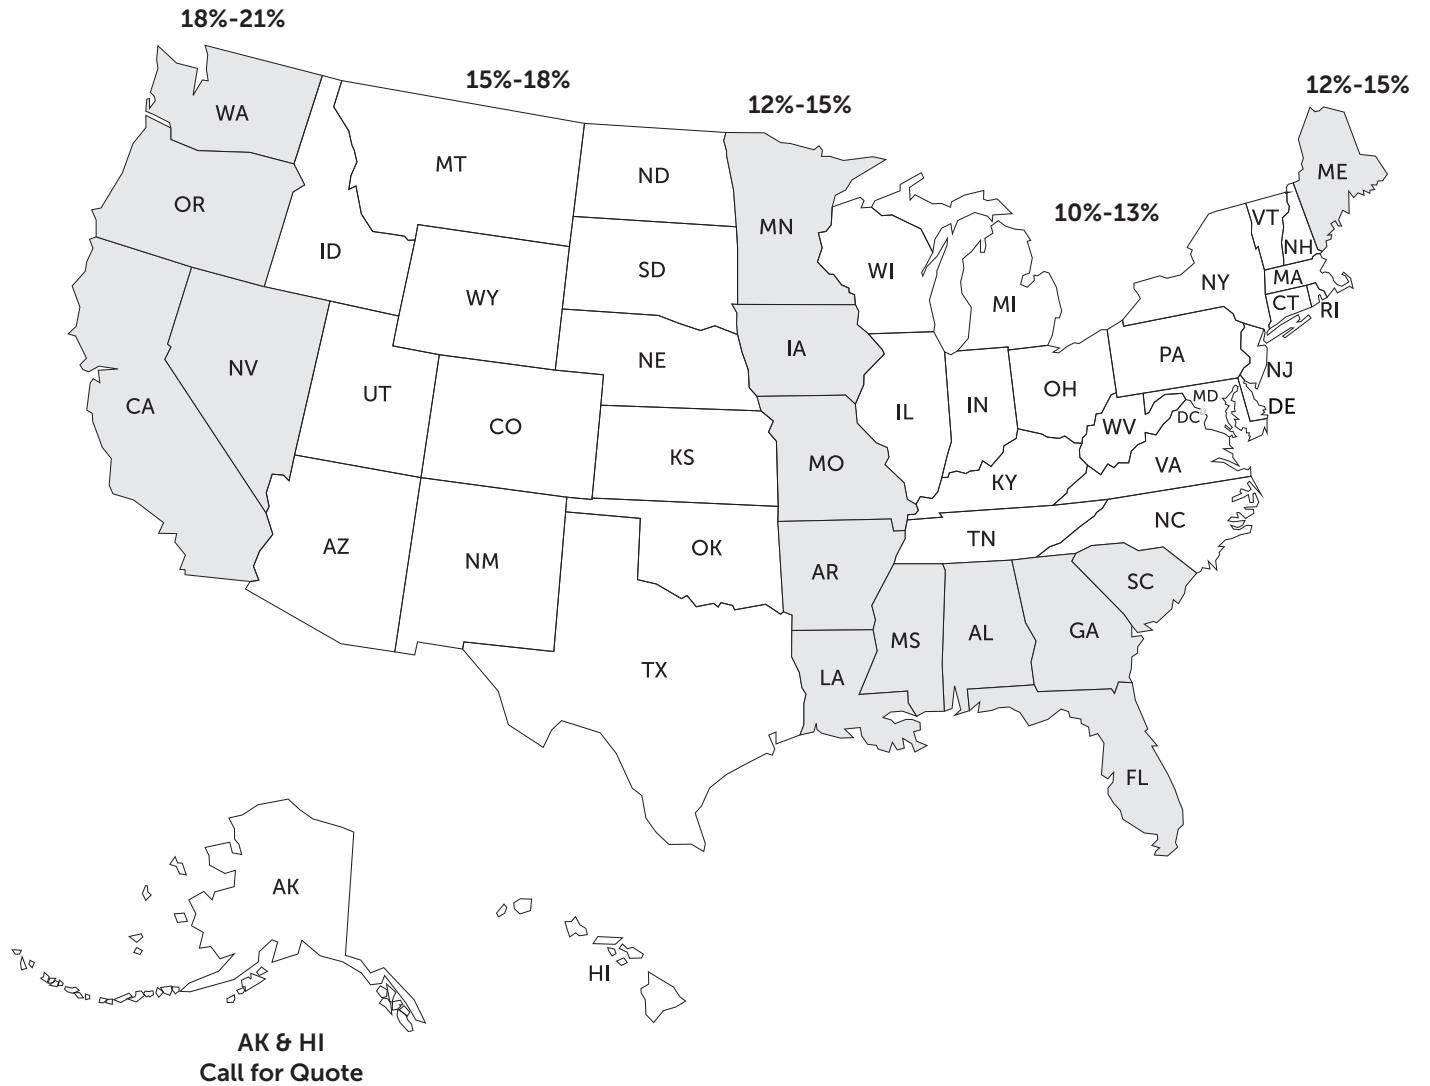 18%-21%
15%-18%
12%-15%
12%-15%
10%-13%
WA
MT
ND
MN
ME
OR
ID
WY
SD
WI
MI
NY
VT
NH
MA
CT
RI
CA
NV
UT
CO
NE
KS
IA
MO
IL
IN
OH
PA
NJ
MD
DE
DC
WV
VA
KY
AZ
NM
OK
AR
TN
NC
SC
TX
LA
MS
AL
GA
FL
AK
HI
AK & HI
Call for Quote